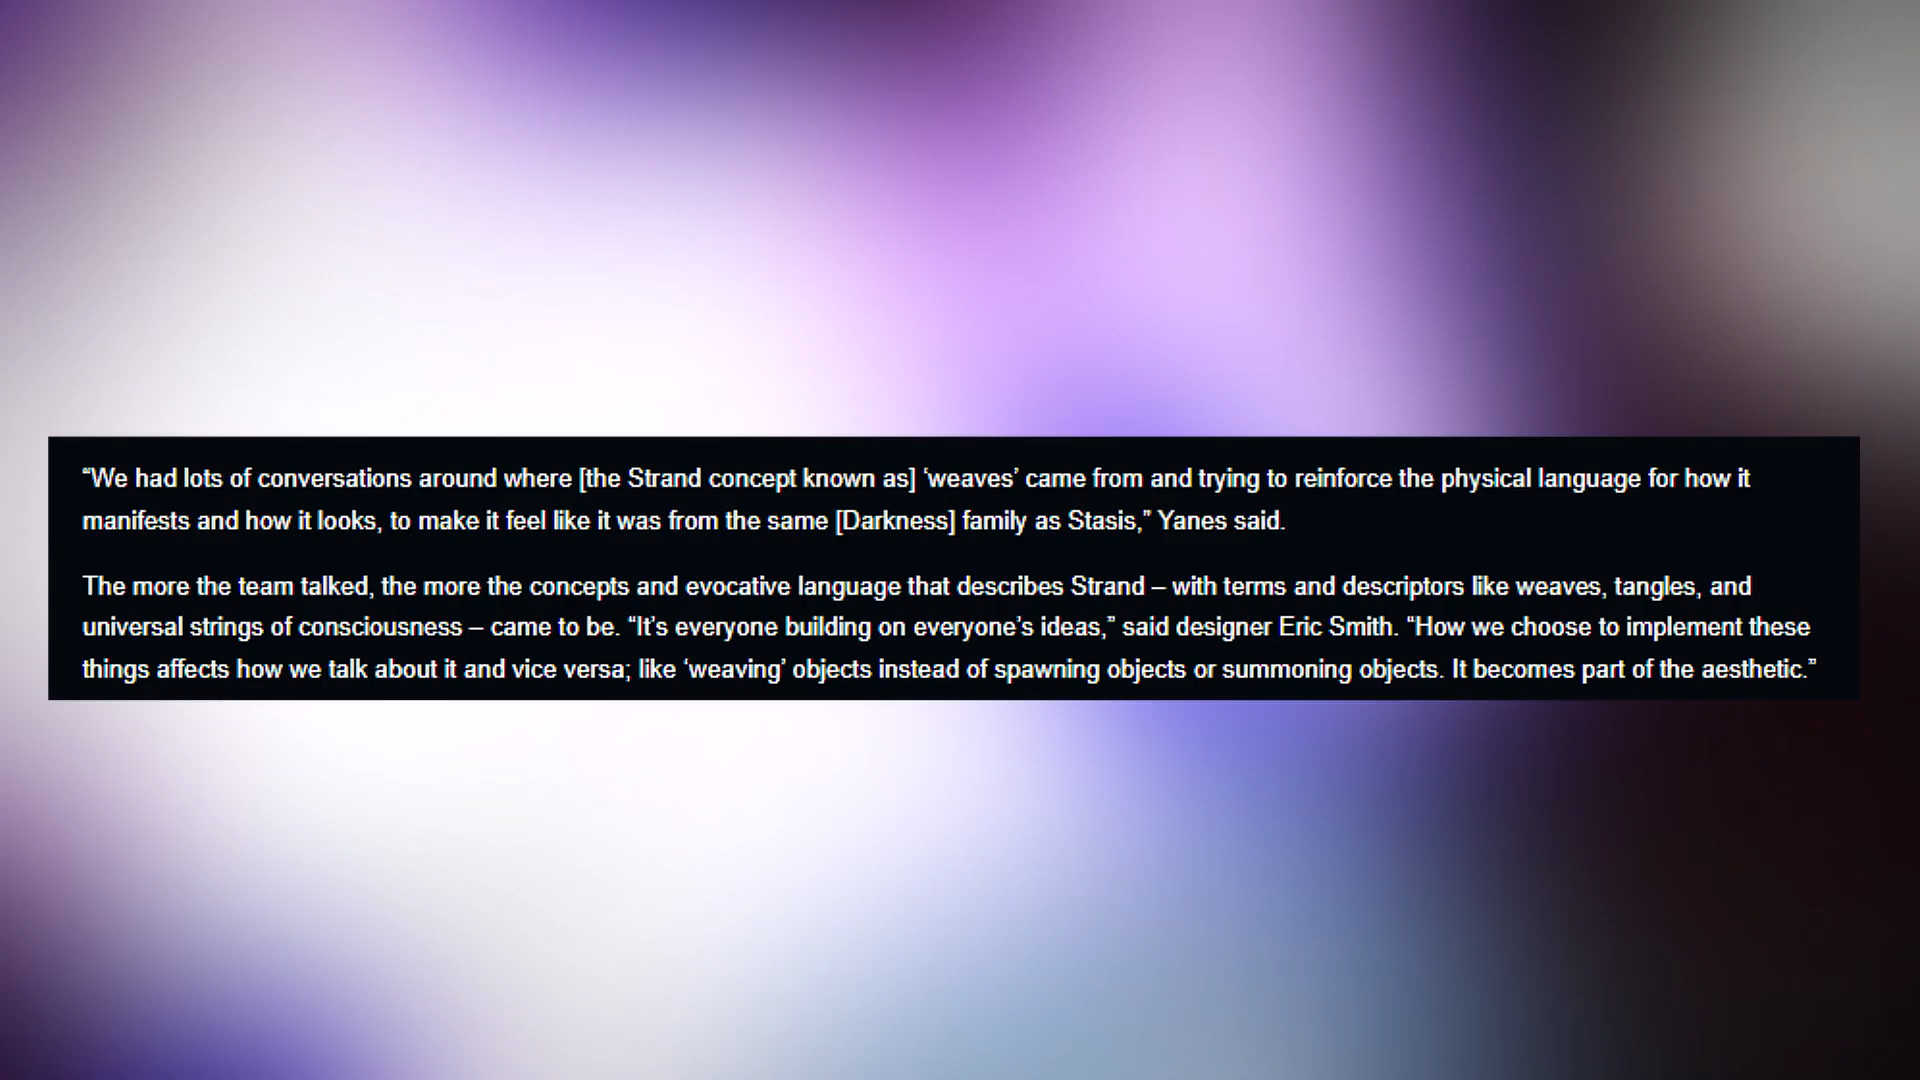 “We had lots of conversations around where [the Strand concept known as] ‘weaves’ came from and trying to reinforce the physical language for how it
manifests and how it looks, to make it feel like it was from the same [Darkness] family as Stasis,” Yanes said.
The more the team talked, the more the concepts and evocative language that describes Strand – with terms and descriptors like weaves, tangles, and
universal strings of consciousness – came to be. “It’s everyone building on everyone’s ideas,” said designer Eric Smith. “How we choose to implement these
things affects how we talk about it and vice versa; like ‘weaving’ objects instead of spawning objects or summoning objects. It becomes part of the aesthetic.”